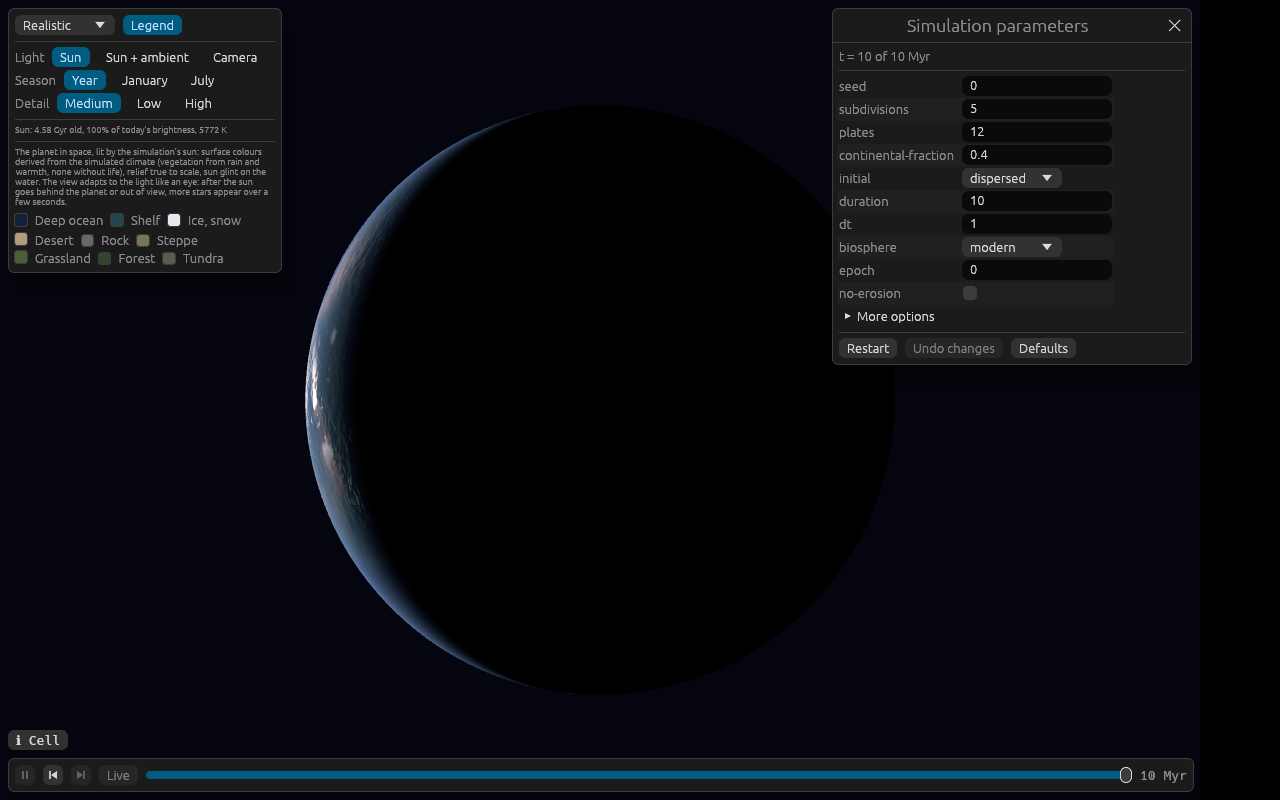 Realistic
Legend
Light Sun Sun + ambient Camera
Season Year January July
Detail Medium Low High
Sun: 4.58 Gyr old, 100% of today's brightness, 5772 K
The planet in space, lit by the simulation's sun: surface colours
derived from the simulated climate (vegetation from rain and
warmth, none without life), relief true to scale, sun glint on the
water. The view adapts to the light like an eye: after the sun
goes behind the planet or out of view, more stars appear over a
few seconds.
Deep ocean Shelf Ice, snow
Desert Rock Steppe
Grassland Forest Tundra
Simulation parameters
t = 10 of 10 Myr
seed 0
subdivisions 5
plates 12
continental-fraction 0.4
initial dispersed
duration 10
dt 1
biosphere modern
epoch 0
no-erosion
More options
Restart Undo changes Defaults
i Cell
Live 10 Myr